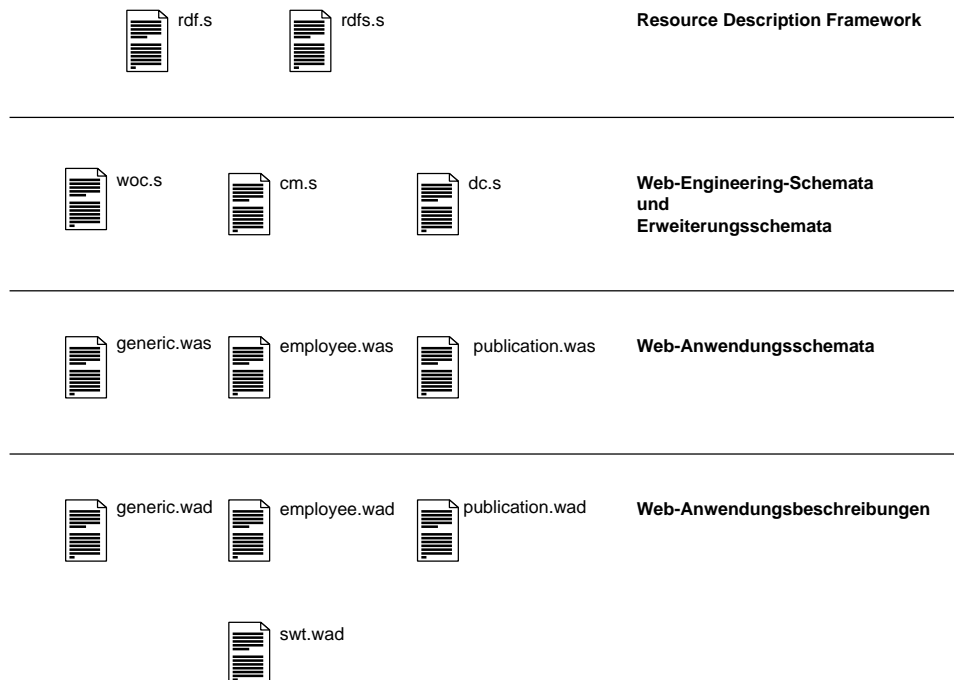 rdf.s
rdfs.s
Resource Description Framework
woc.s
cm.s
dc.s
Web-Engineering-Schemata
und
Erweiterungsschemata
generic.was
employee.was
publication.was
Web-Anwendungsschemata
generic.wad
employee.wad
publication.wad
Web-Anwendungsbeschreibungen
swt.wad